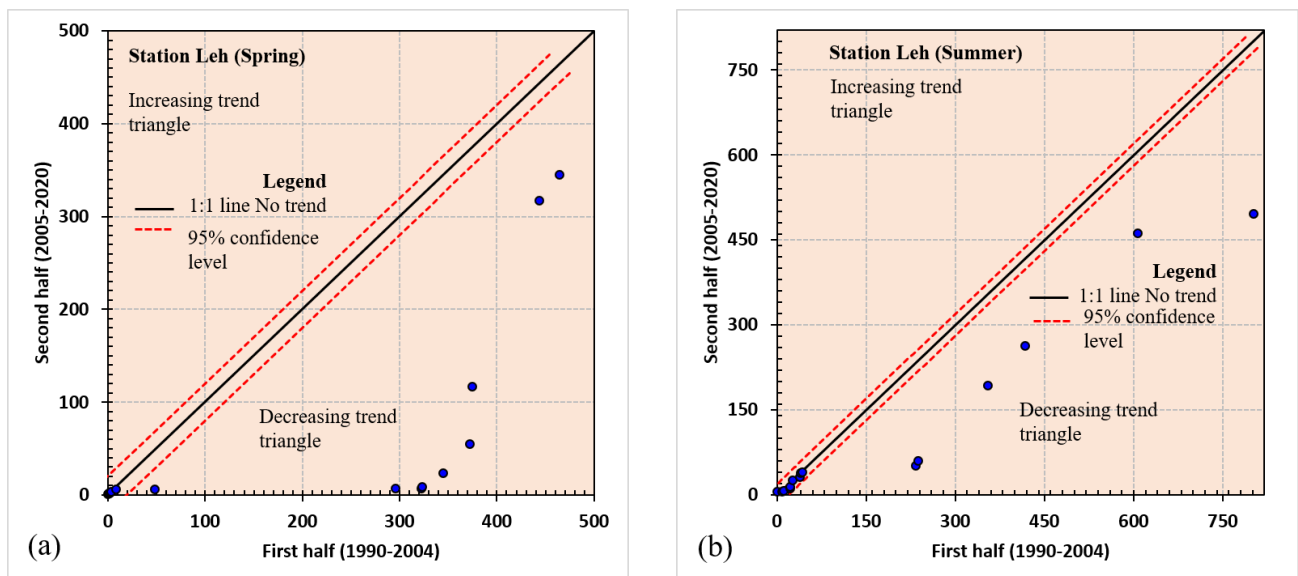 500
400
300
200
100
0
Second half (2005-2020)
Station Leh (Spring)
Increasing trend
triangle
Legend
1:1 line No trend
95% confidence
level
Decreasing trend
triangle
0 100 200 300 400 500
First half (1990-2004)
(a)
750
600
450
300
150
0
Second half (2005-2020)
Station Leh (Summer)
Increasing trend
triangle
Legend
1:1 line No trend
95% confidence
level
Decreasing trend
triangle
0 150 300 450 600 750
First half (1990-2004)
(b)